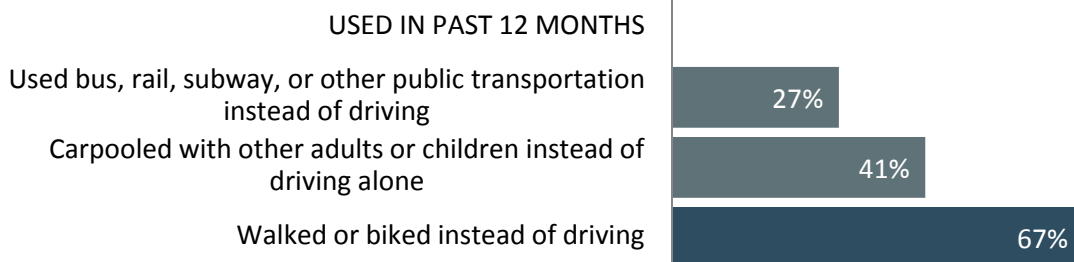 USED IN PAST 12 MONTHS
Used bus, rail, subway, or other public transportation
instead of driving
27%
Carpooled with other adults or children instead of
driving alone
41%
Walked or biked instead of driving
67%